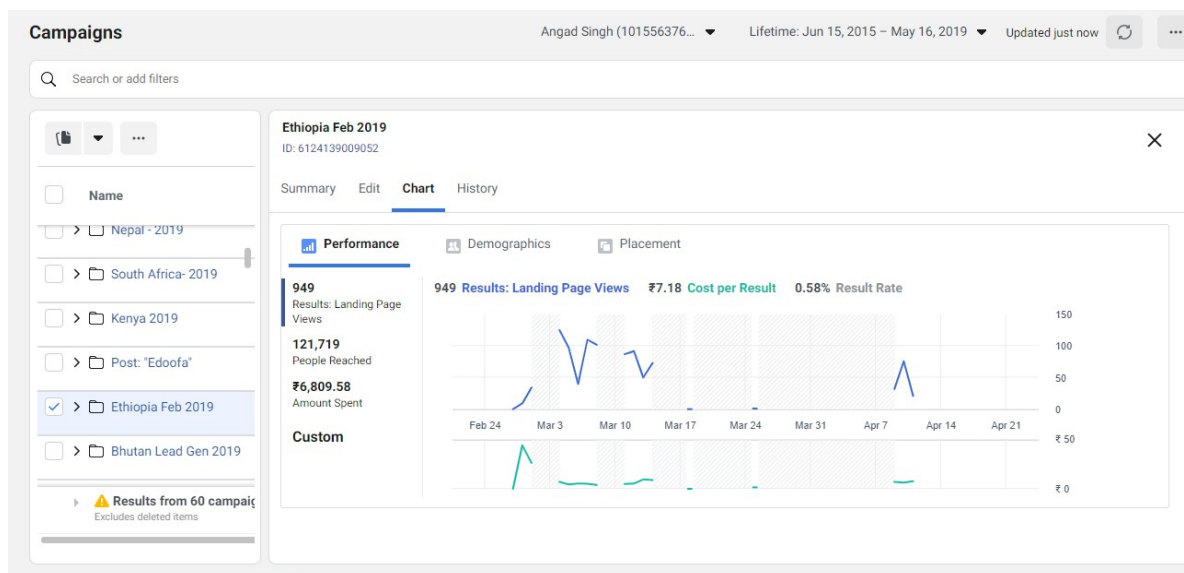 Campaigns
Angad Singh (101556376...
Lifetime: Jun 15, 2015 – May 16, 2019
Updated just now
Search or add filters
Name
Nepal - 2019
South Africa- 2019
Kenya 2019
Post: "Edoofa"
Ethiopia Feb 2019
Bhutan Lead Gen 2019
Results from 60 campaig
Excludes deleted items
Ethiopia Feb 2019
ID: 6124139009052
Summary Edit Chart History
Performance Demographics Placement
949
Results: Landing Page
Views
121,719
People Reached
₹6,809.58
Amount Spent
Custom
949 Results: Landing Page Views ₹7.18 Cost per Result 0.58% Result Rate
150
100
50
0
Feb 24 Mar 3 Mar 10 Mar 17 Mar 24 Mar 31 Apr 7 Apr 14 Apr 21
₹ 50
₹ 0